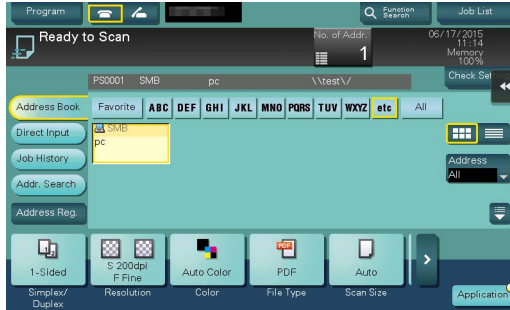 Program
Function
Search
Job List
Ready to Scan
No. of Addr.
1
06/17/2015
11:14
Memory
100%
PS0001 SMB pc \\test\/
Check Set
Address Book
Favorite ABC DEF GHI JKL MNO PQRS TUV WXYZ etc All
Direct Input
SMB
pc
Job History
Address
All
Addr. Search
Address Reg.
1-Sided
S 200dpi
F Fine
Auto Color
PDF
PDF
Auto
Simplex/
Duplex
Resolution
Color
File Type
Scan Size
Application